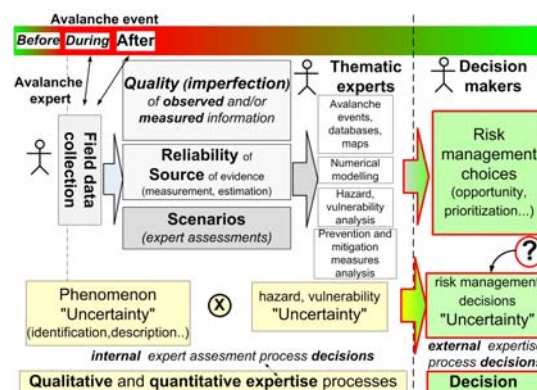 Avalanche event
Before During After
Avalanche
expert
Field data
collection
Quality (imperfection)
of observed and/or
measured information
Reliability of
Source of evidence
(measurement, estimation)
Scenarios
(expert assessments)
Thematic
experts
Avalanche
events,
databases,
maps
Numerical
modelling
Hazard,
vulnerability
analysis
Prevention and
mitigation
measures
analysis
Decision
makers
Risk
management
choices
(opportunity,
prioritization...)
?
Phenomenon
"Uncertainty"
(identification,description..)
X
hazard, vulnerability
"Uncertainty"
risk management
decisions
"Uncertainty"
internal expert assesment process decisions
external expertise
process decisions
Qualitative and quantitative expertise processes
Decision